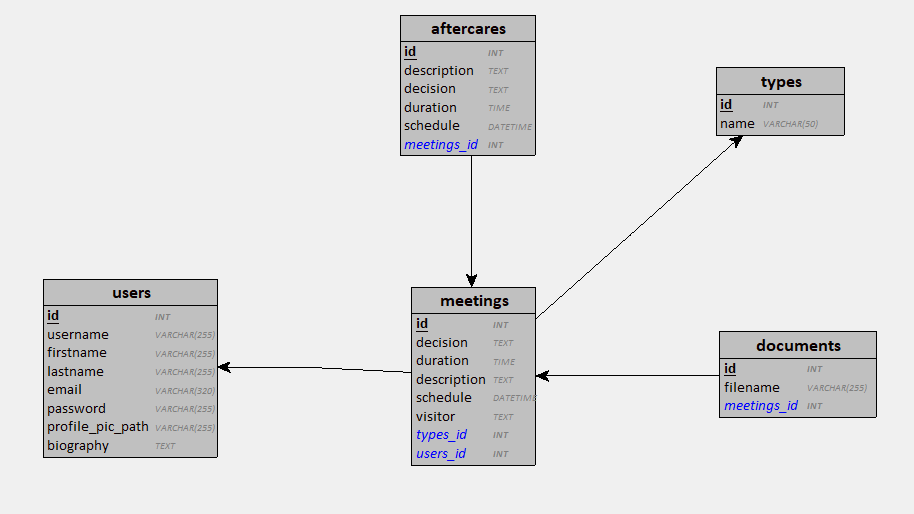 aftercares
id INT
description TEXT
decision TEXT
duration TIME
schedule DATETIME
meetings_id INT
types
id INT
name VARCHAR(50)
users
id INT
username VARCHAR(255)
firstname VARCHAR(255)
lastname VARCHAR(255)
email VARCHAR(320)
password VARCHAR(255)
profile_pic_path VARCHAR(255)
biography TEXT
meetings
id INT
decision TEXT
duration TIME
description TEXT
schedule DATETIME
visitor TEXT
types_id INT
users_id INT
documents
id INT
filename VARCHAR(255)
meetings_id INT